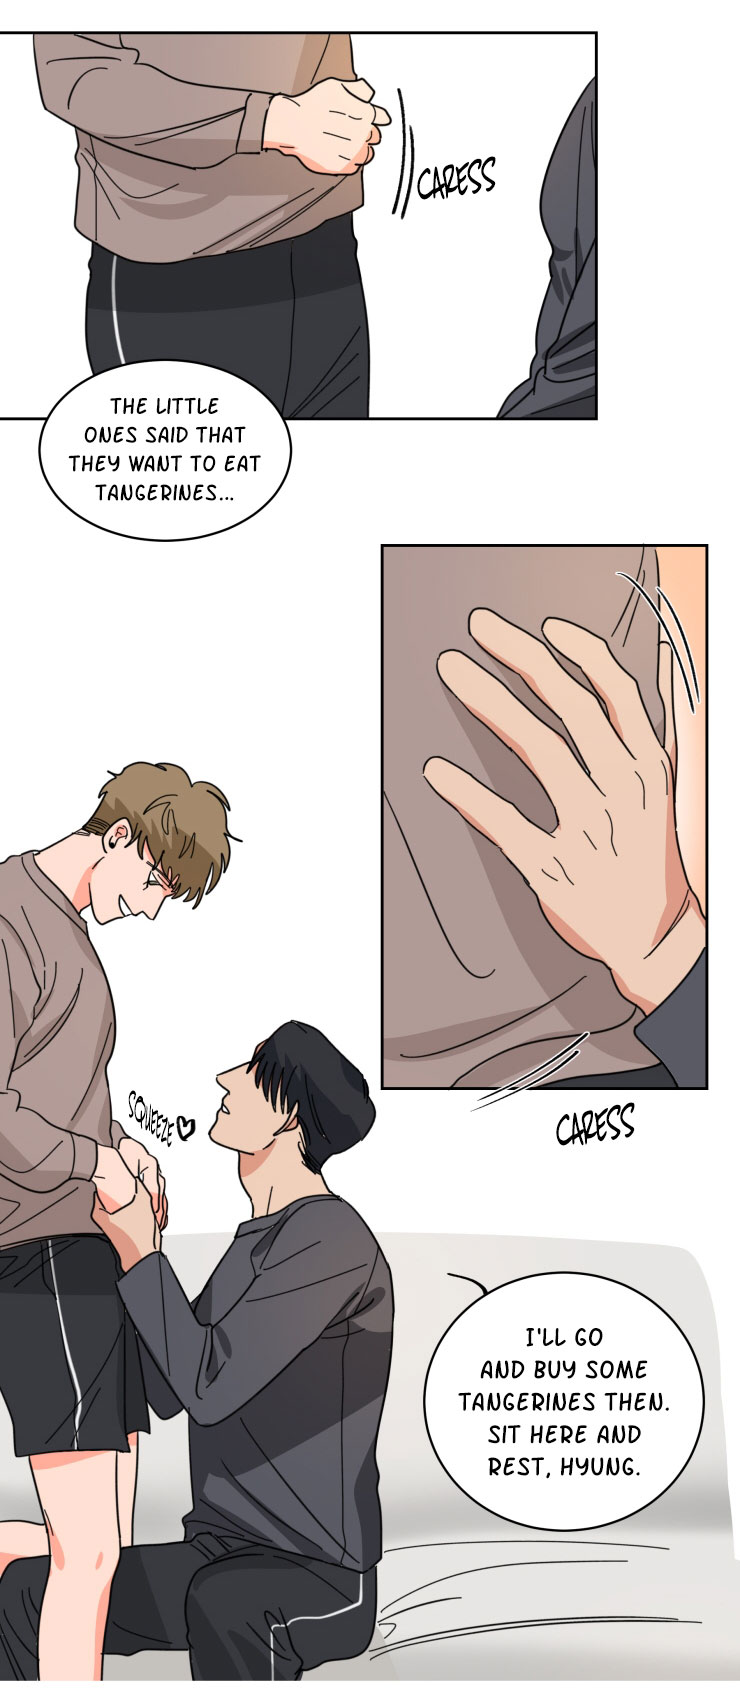 CARESS
THE LITTLE
ONES SAID THAT
THEY WANT TO EAT
TANGERINES...
CARESS
SQUEEZE
I'LL GO
AND BUY SOME
TANGERINES THEN.
SIT HERE AND
REST, HYUNG.